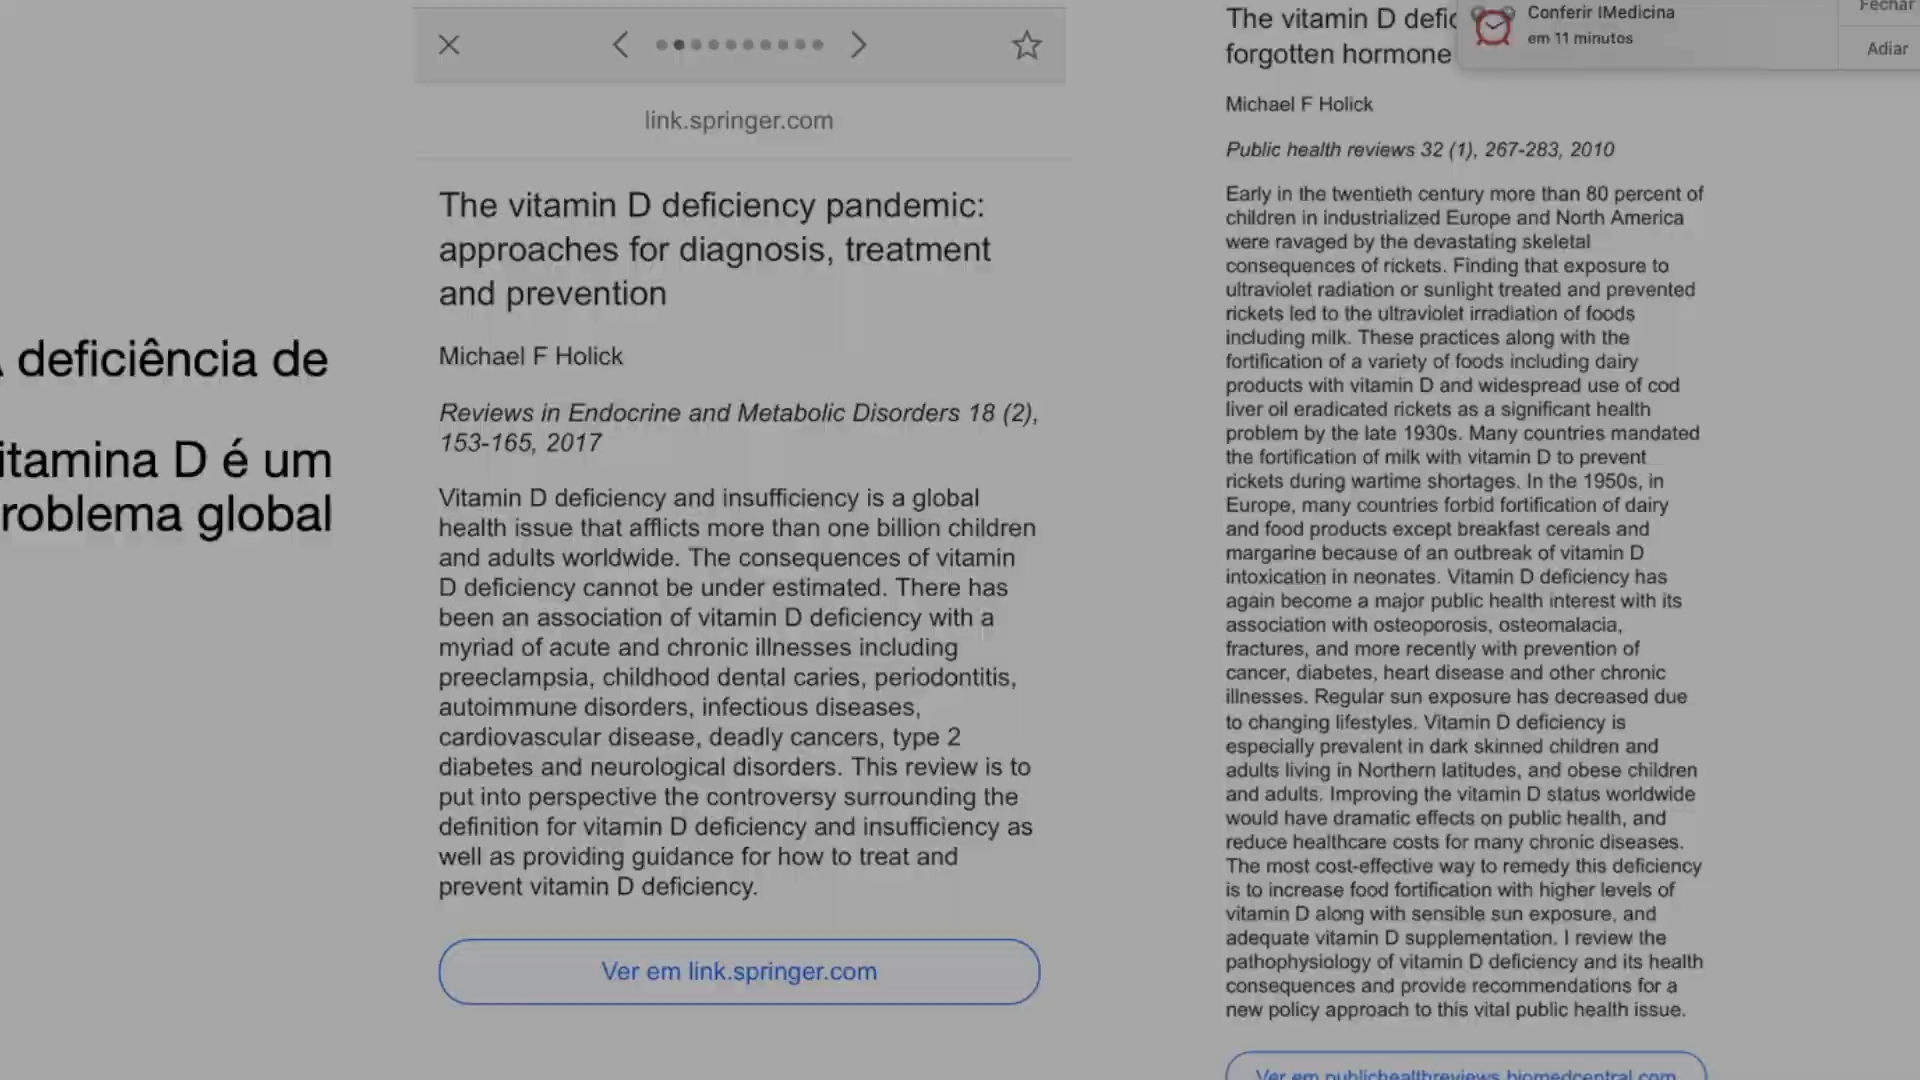 deficiência de
itamina D é um
roblema global
link.springer.com
The vitamin D deficiency pandemic:
approaches for diagnosis, treatment
and prevention
Michael F Holick
Reviews in Endocrine and Metabolic Disorders 18 (2),
153-165, 2017
Vitamin D deficiency and insufficiency is a global
health issue that afflicts more than one billion children
and adults worldwide. The consequences of vitamin
D deficiency cannot be under estimated. There has
been an association of vitamin D deficiency with a
myriad of acute and chronic illnesses including
preeclampsia, childhood dental caries, periodontitis,
autoimmune disorders, infectious diseases,
cardiovascular disease, deadly cancers, type 2
diabetes and neurological disorders. This review is to
put into perspective the controversy surrounding the
definition for vitamin D deficiency and insufficiency as
well as providing guidance for how to treat and
prevent vitamin D deficiency.
Ver em link.springer.com
The vitamin D defic
forgotten hormone
Michael F Holick
Public health reviews 32 (1), 267-283, 2010
Early in the twentieth century more than 80 percent of
children in industrialized Europe and North America
were ravaged by the devastating skeletal
consequences of rickets. Finding that exposure to
ultraviolet radiation or sunlight treated and prevented
rickets led to the ultraviolet irradiation of foods
including milk. These practices along with the
fortification of a variety of foods including dairy
products with vitamin D and widespread use of cod
liver oil eradicated rickets as a significant health
problem by the late 1930s. Many countries mandated
the fortification of milk with vitamin D to prevent
rickets during wartime shortages. In the 1950s, in
Europe, many countries forbid fortification of dairy
and food products except breakfast cereals and
margarine because of an outbreak of vitamin D
intoxication in neonates. Vitamin D deficiency has
again become a major public health interest with its
association with osteoporosis, osteomalacia,
fractures, and more recently with prevention of
cancer, diabetes, heart disease and other chronic
illnesses. Regular sun exposure has decreased due
to changing lifestyles. Vitamin D deficiency is
especially prevalent in dark skinned children and
adults living in Northern latitudes, and obese children
and adults. Improving the vitamin D status worldwide
would have dramatic effects on public health, and
reduce healthcare costs for many chronic diseases.
The most cost-effective way to remedy this deficiency
is to increase food fortification with higher levels of
vitamin D along with sensible sun exposure, and
adequate vitamin D supplementation. I review the
pathophysiology of vitamin D deficiency and its health
consequences and provide recommendations for a
new policy approach to this vital public health issue.
Ver em publichealthreviews.biomedcentral.com
Conferir IMedicina
em 11 minutos
Fechar
Adiar